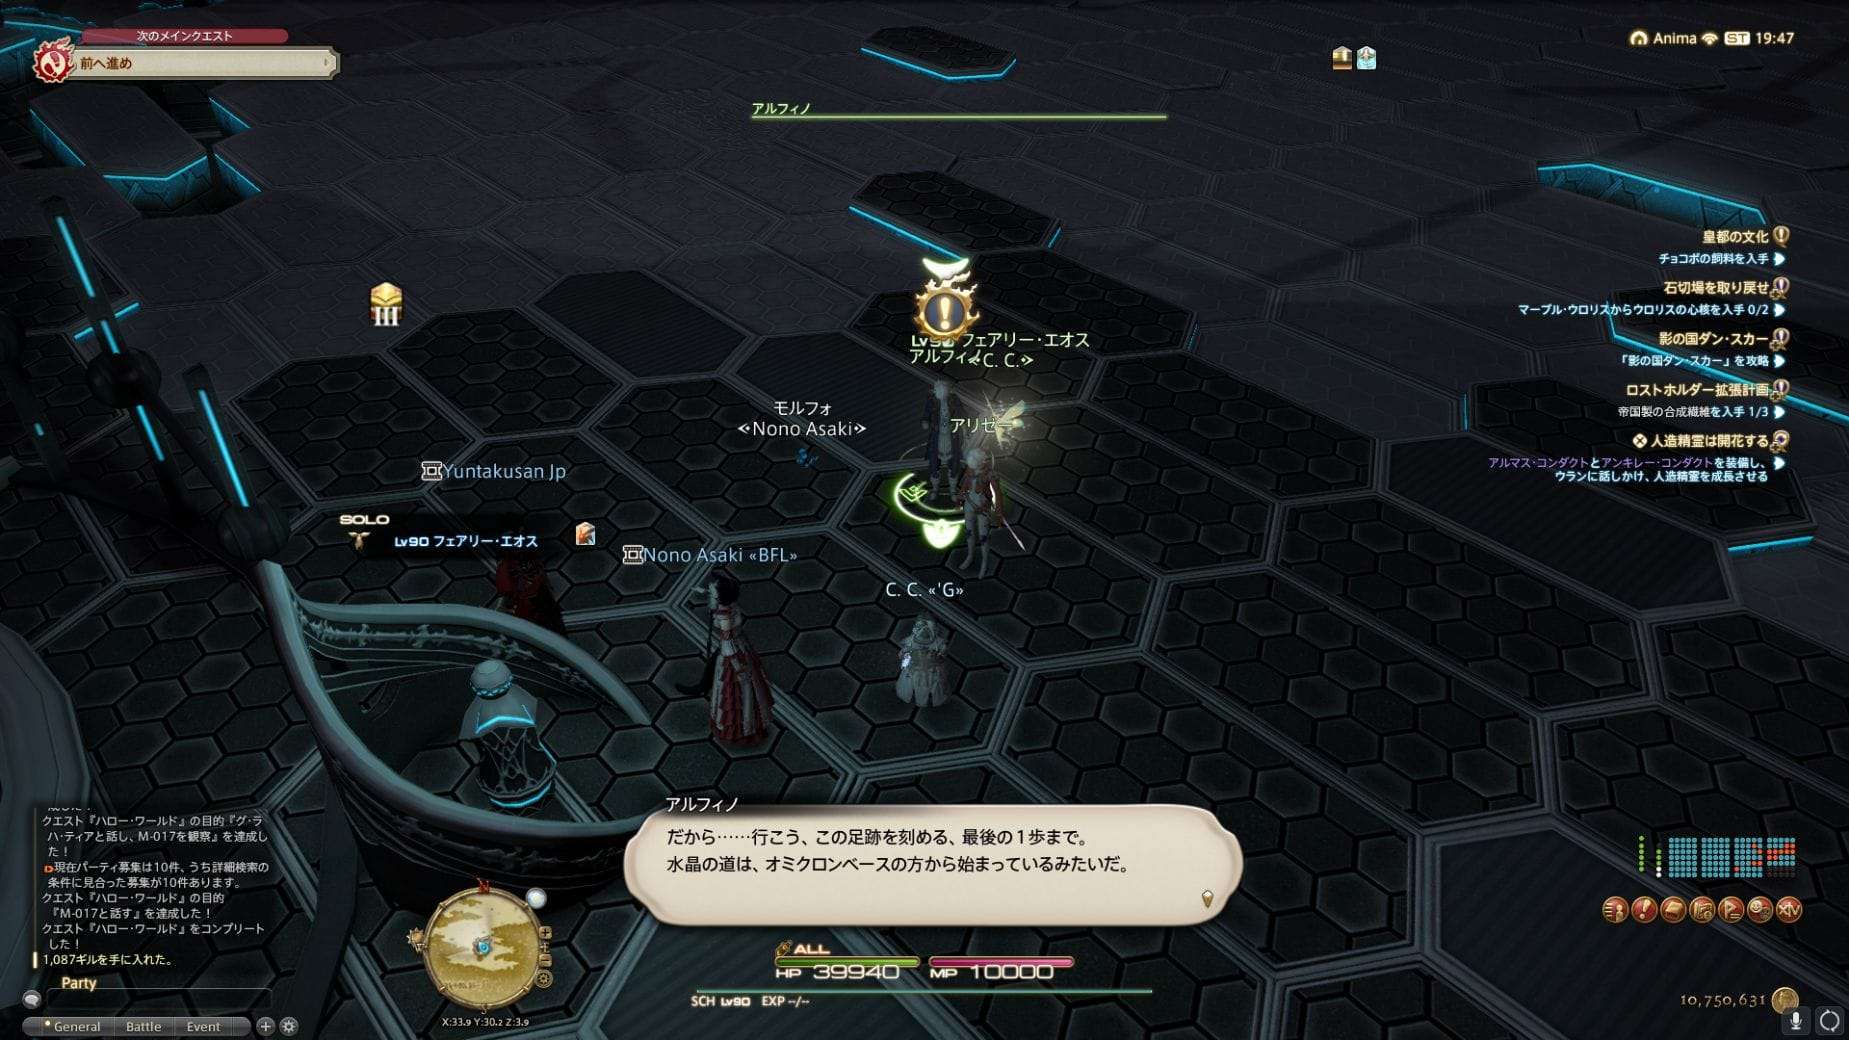 次のメインクエスト
前へ進め
Anima ST 19:47
アルフィノ
皇都の文化
チョコボの飼料を入手
石切場を取り戻せ
マーブル・ウロリスからウロリスの心核を入手 0/2
影の国ダン・スカー
「影の国ダン・スカー」を攻略
ロストホルダー拡張計画
帝国製の合成繊維を入手 1/3
人造精霊は開花する
アルマス・コンダクトとアンキレー・コンダクトを装備し、
ウランに話しかけ、人造精霊を成長させる
III
Lv90 フェアリー・エオス
アルフィノ
<C. C.>
モルフォ
<Nono Asaki>
アリゼー
Yuntakusan Jp
SOLO
Lv90 フェアリー・エオス
Nono Asaki «BFL»
C. C. «'G»
アルフィノ
だから……行こう、この足跡を刻める、最後の1歩まで。
水晶の道は、オミクロンベースの方から始まっているみたいだ。
成した！
クエスト『ハロー・ワールド』の目的『グ・ラ
ハ・ティアと話し、M-017を観察』を達成し
た！
現在パーティ募集は10件、うち詳細検索の
条件に見合った募集が10件あります。
クエスト『ハロー・ワールド』の目的
『M-017と話す』を達成した！
クエスト『ハロー・ワールド』をコンプリート
した！
1,087ギルを手に入れた。
Party
General Battle Event
N
X:33.9 Y:30.2 Z:3.9
ALL
HP 39940 MP 10000
SCH Lv90 EXP --/--
XIV
10,750,631